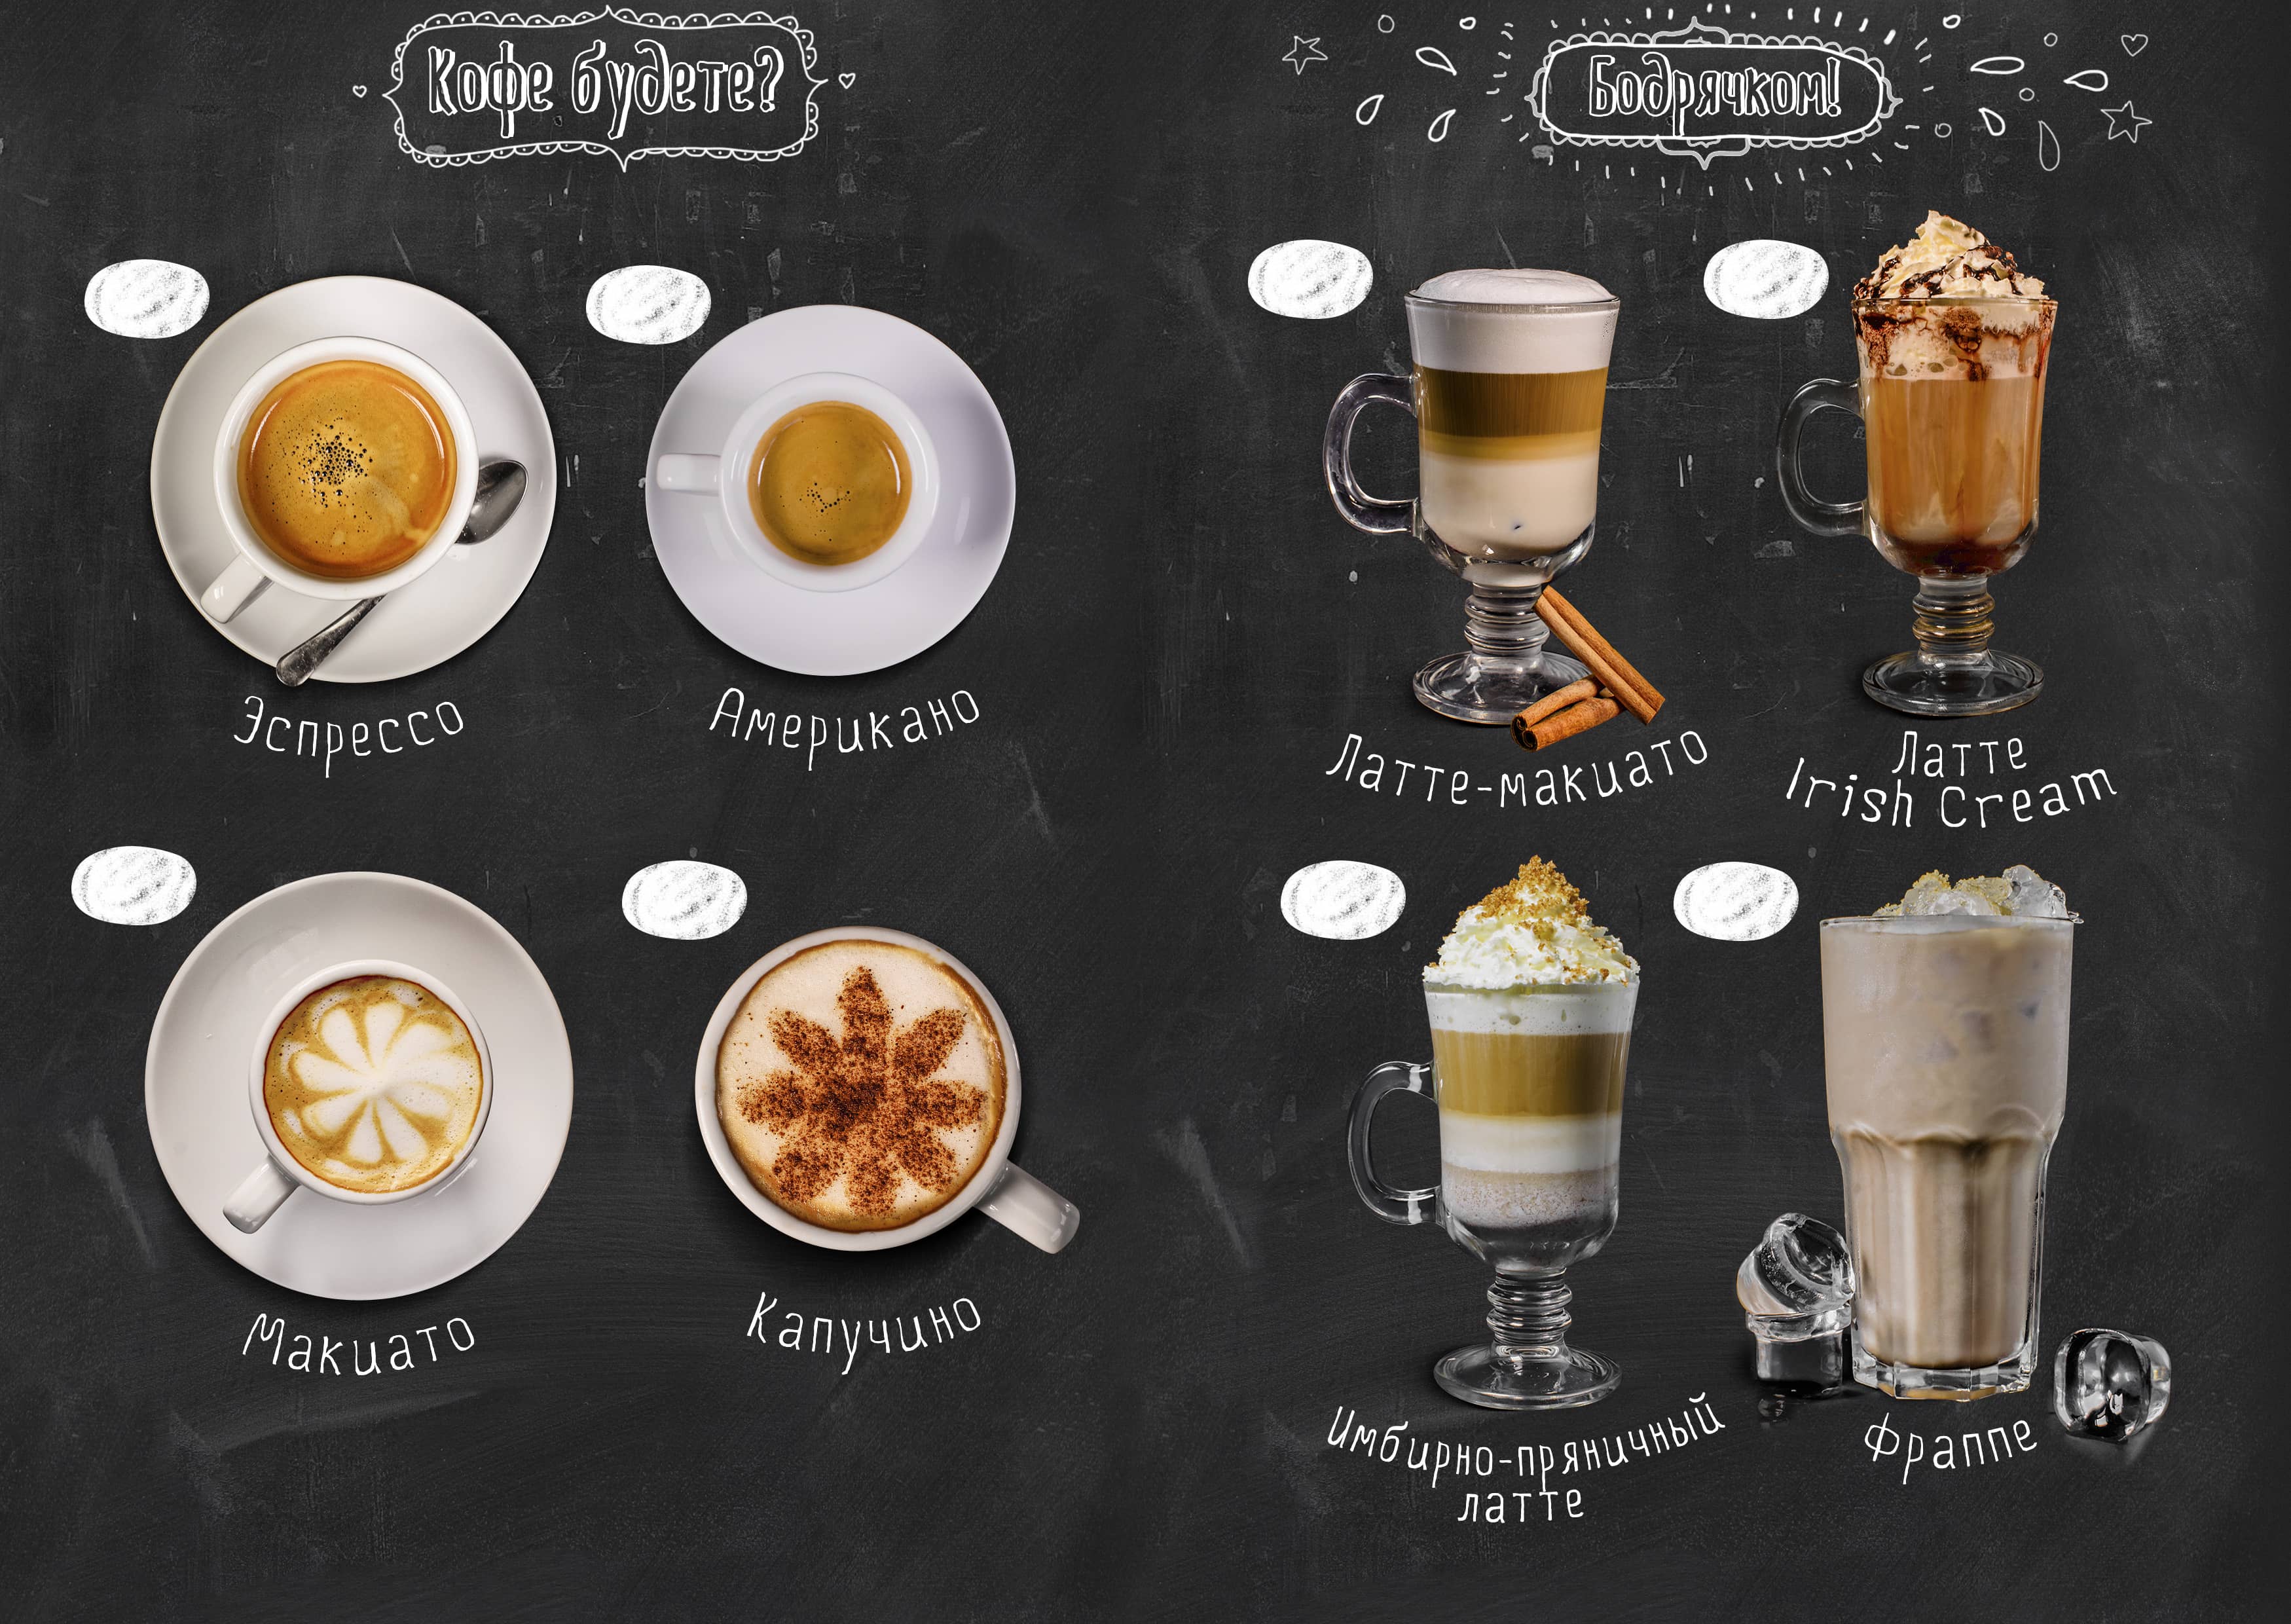 Кофе будете?
Эспрессо
Американо
Макиато
Капучино
Бодрячком!
Латте-макиато
Латте
Irish Cream
Имбирно-пряничный
латте
Фраппе